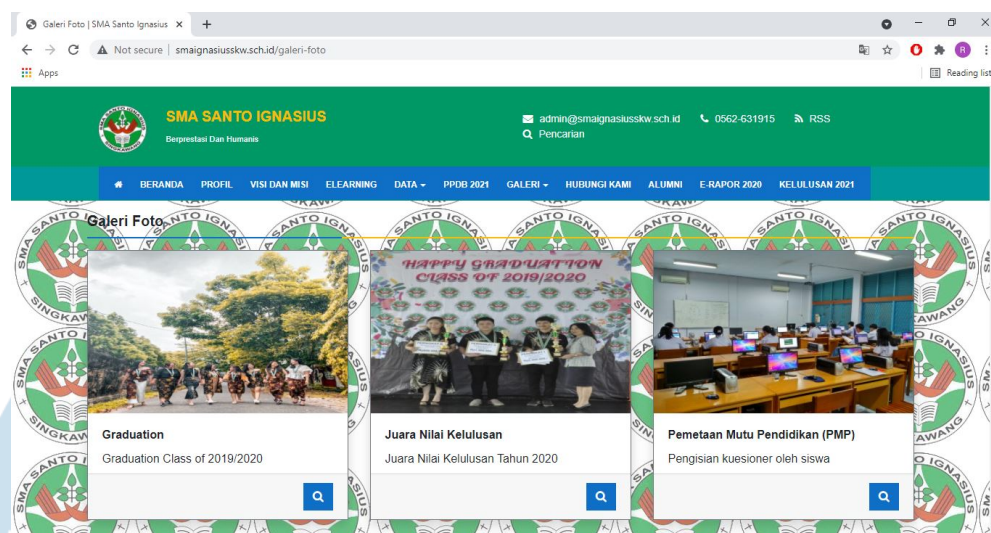 Galeri Foto | SMA Santo Ignasius
Not secure | smaignasiusskw.sch.id/galeri-foto
R
Apps
Reading list
SMA SANTO IGNASIUS
Berprestasi Dan Humanis
admin@smaignasiusskw.sch.id 0562-631915 RSS
Pencarian
BERANDA PROFIL VISI DAN MISI ELEARNING DATA PPDB 2021 GALERI HUBUNGI KAMI ALUMNI E-RAPOR 2020 KELULUSAN 2021
Galeri Foto
HAPPY GRADUATION
CLASS OF 2019/2020
Graduation
Graduation Class of 2019/2020
Juara Nilai Kelulusan
Juara Nilai Kelulusan Tahun 2020
Pemetaan Mutu Pendidikan (PMP)
Pengisian kuesioner oleh siswa
SMA SANTO IGNASIUS
SINGKAWANG